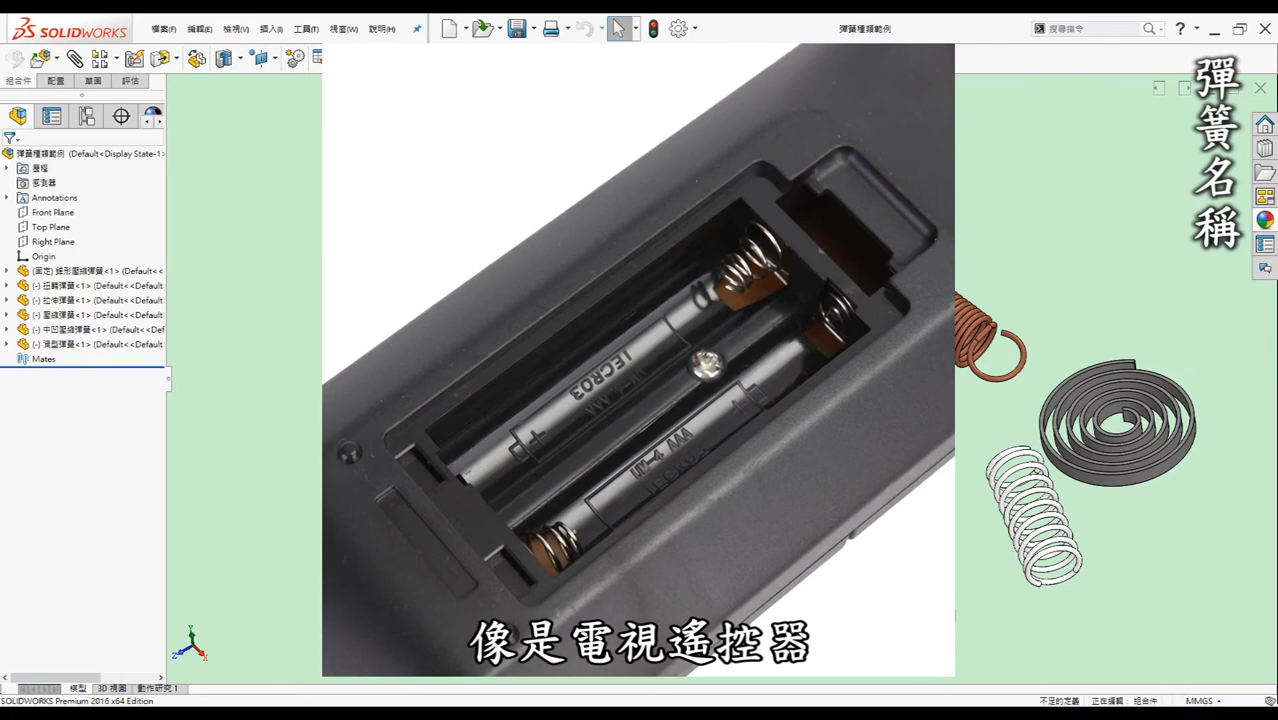 SOLIDWORKS
檔案(F) 編輯(E) 檢視(V) 插入(I) 工具(T) 視窗(W) 說明(H)
彈簧種類範例
搜尋指令
組合件 配置 草圖 評估
彈簧種類範例 (Default<Display State-1>
歷程
感測器
Annotations
Front Plane
Top Plane
Right Plane
Origin
(固定) 錐形壓縮彈簧<1> (Default<<
(-) 扭轉彈簧<1> (Default<<Default
(-) 拉伸彈簧<1> (Default<<Default
(-) 壓縮彈簧<1> (Default<<Default
(-) 中凹壓縮彈簧<1> (Default<<Def
(-) 渦型彈簧<1> (Default<<Default
Mates
彈簧名稱
IECR03
AAA
像是電視遙控器
模型 3D 視圖 動作研究 1
SOLIDWORKS Premium 2016 x64 Edition
不足的定義 正在編輯: 組合件 MMGS